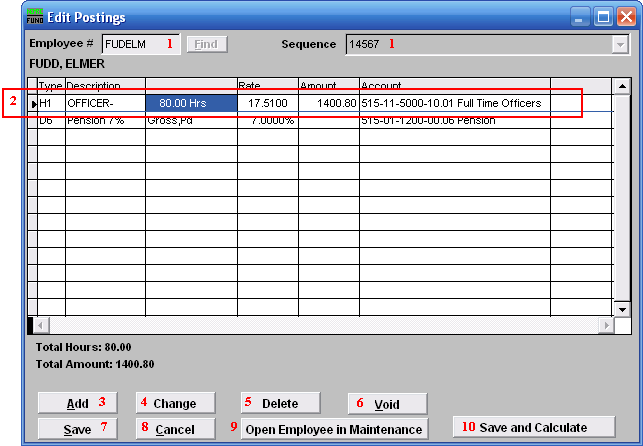 FUND
Edit Postings
Employee # FUDELM 1 Find Sequence 14567 1
FUDD, ELMER
Type Description Rate Amount Account
2 H1 OFFICER- 80.00 Hrs 17.5100 1400.80 515-11-5000-10.01 Full Time Officers
D6 Pension 7% Gross,Pd 7.0000% 515-01-1200-00.06 Pension
Total Hours: 80.00
Total Amount: 1400.80
Add 3 4 Change 5 Delete 6 Void
Save 7 8 Cancel 9 Open Employee in Maintenance 10 Save and Calculate